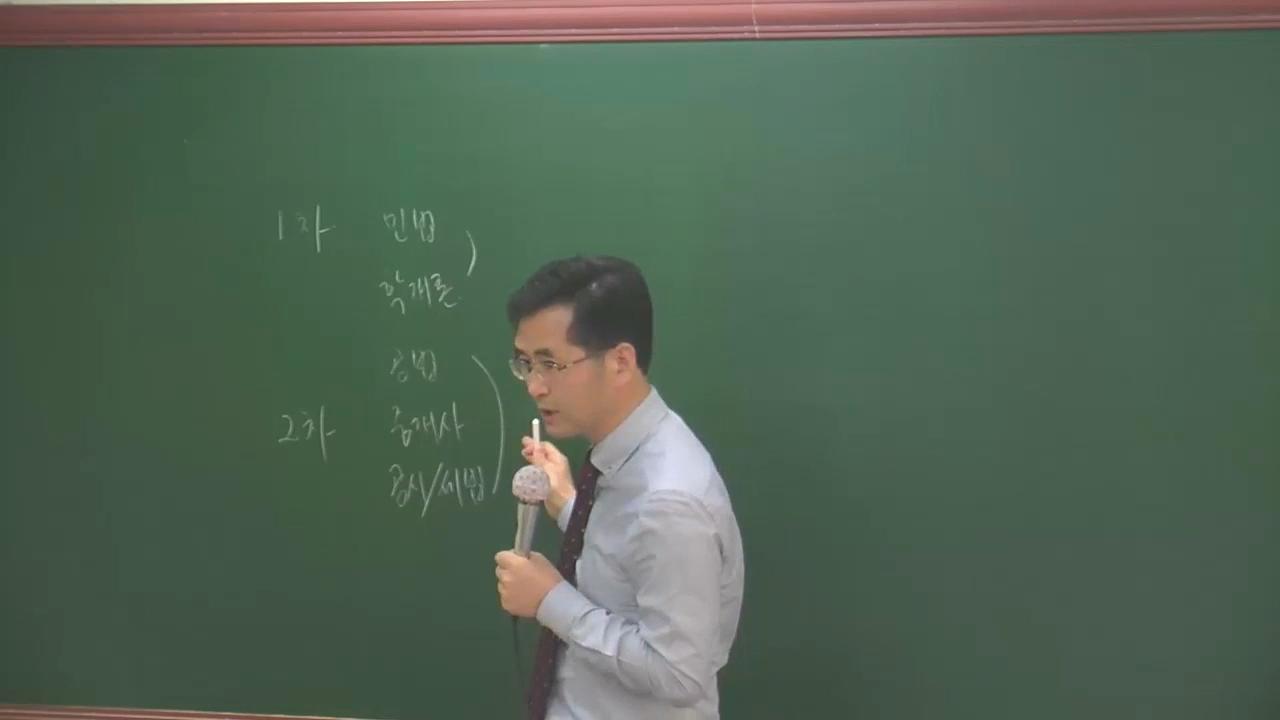 1차 민법
학개론
공법
2차 중개사
공시/세법